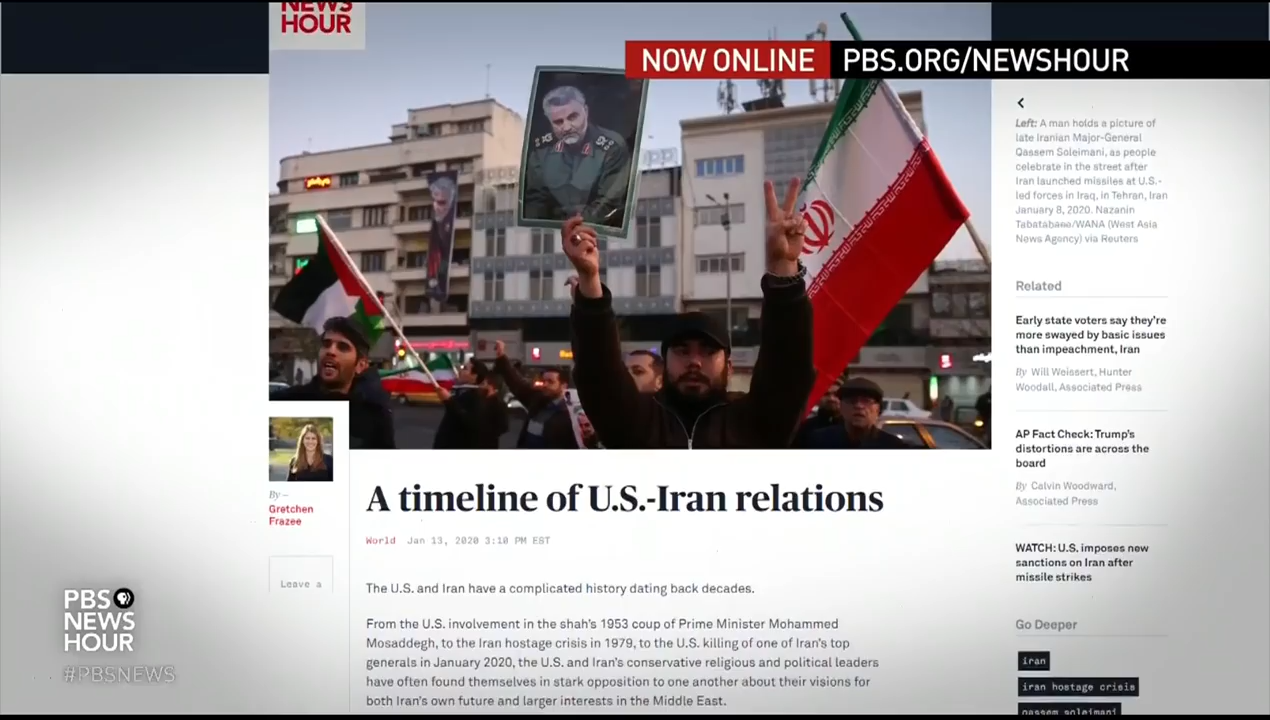 NEWS
HOUR
NOW ONLINE PBS.ORG/NEWSHOUR
Left: A man holds a picture of
late Iranian Major-General
Qassem Soleimani, as people
celebrate in the street after
Iran launched missiles at U.S.-
led forces in Iraq, in Tehran, Iran
January 8, 2020. Nazanin
Tabatabaee/WANA (West Asia
News Agency) via Reuters
Related
Early state voters say they're
more swayed by basic issues
than impeachment, Iran
By Will Weissert, Hunter
Woodall, Associated Press
AP Fact Check: Trump's
distortions are across the
board
By Calvin Woodward,
Associated Press
WATCH: U.S. imposes new
sanctions on Iran after
missile strikes
Go Deeper
iran
iran hostage crisis
qassem soleimani
By —
Gretchen
Frazee
Leave a
A timeline of U.S.-Iran relations
World Jan 13, 2020 3:10 PM EST
The U.S. and Iran have a complicated history dating back decades.
From the U.S. involvement in the shah's 1953 coup of Prime Minister Mohammed
Mosaddegh, to the Iran hostage crisis in 1979, to the U.S. killing of one of Iran's top
generals in January 2020, the U.S. and Iran's conservative religious and political leaders
have often found themselves in stark opposition to one another about their visions for
both Iran's own future and larger interests in the Middle East.
PBS
NEWS
HOUR
#PBSNEWS